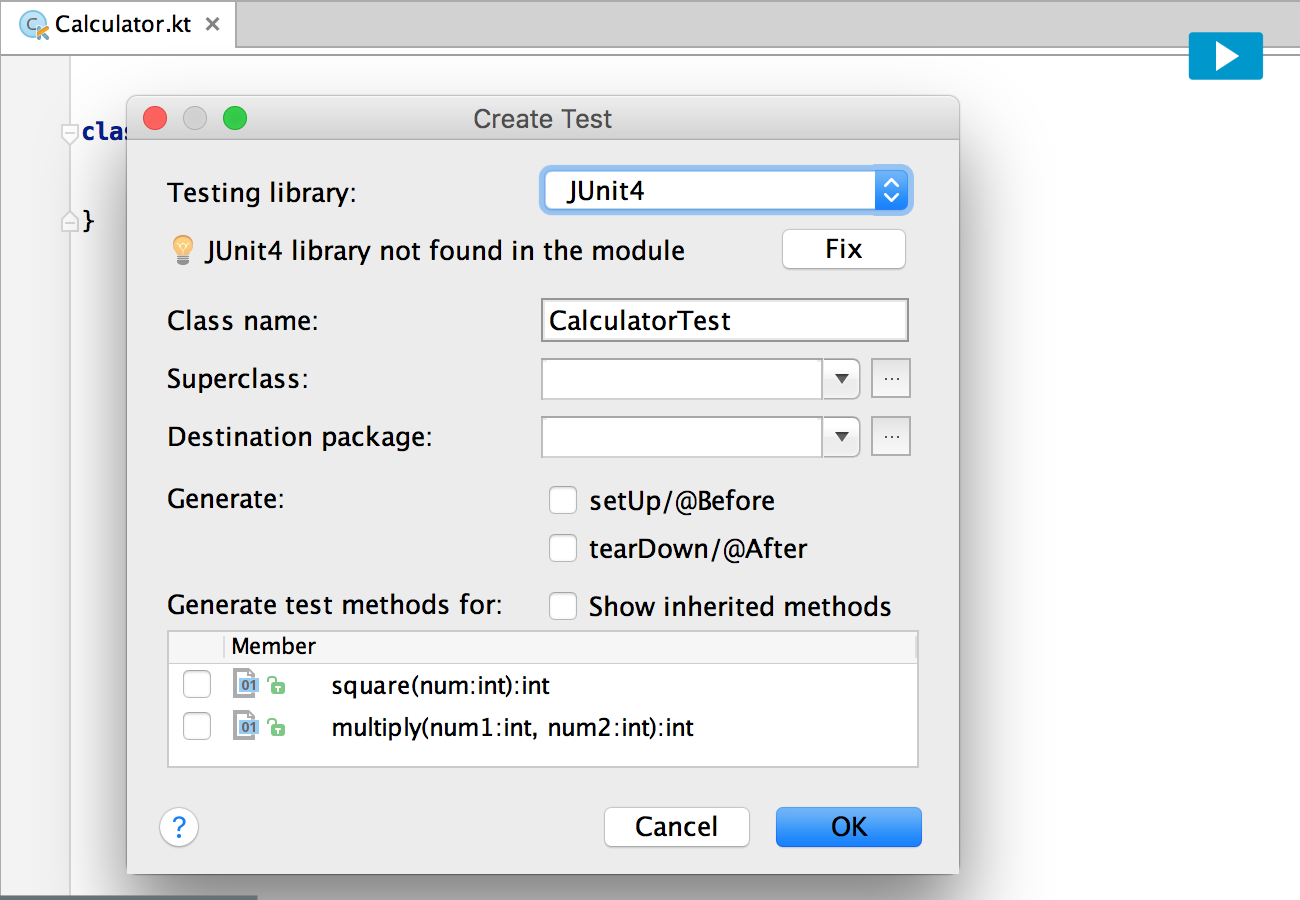 Calculator.kt
Create Test
clas
Testing library:
JUnit4
JUnit4 library not found in the module
Fix
Class name:
CalculatorTest
Superclass:
...
Destination package:
...
Generate:
setUp/@Before
tearDown/@After
Generate test methods for:
Show inherited methods
Member
01
square(num:int):int
01
multiply(num1:int, num2:int):int
}
?
Cancel
OK